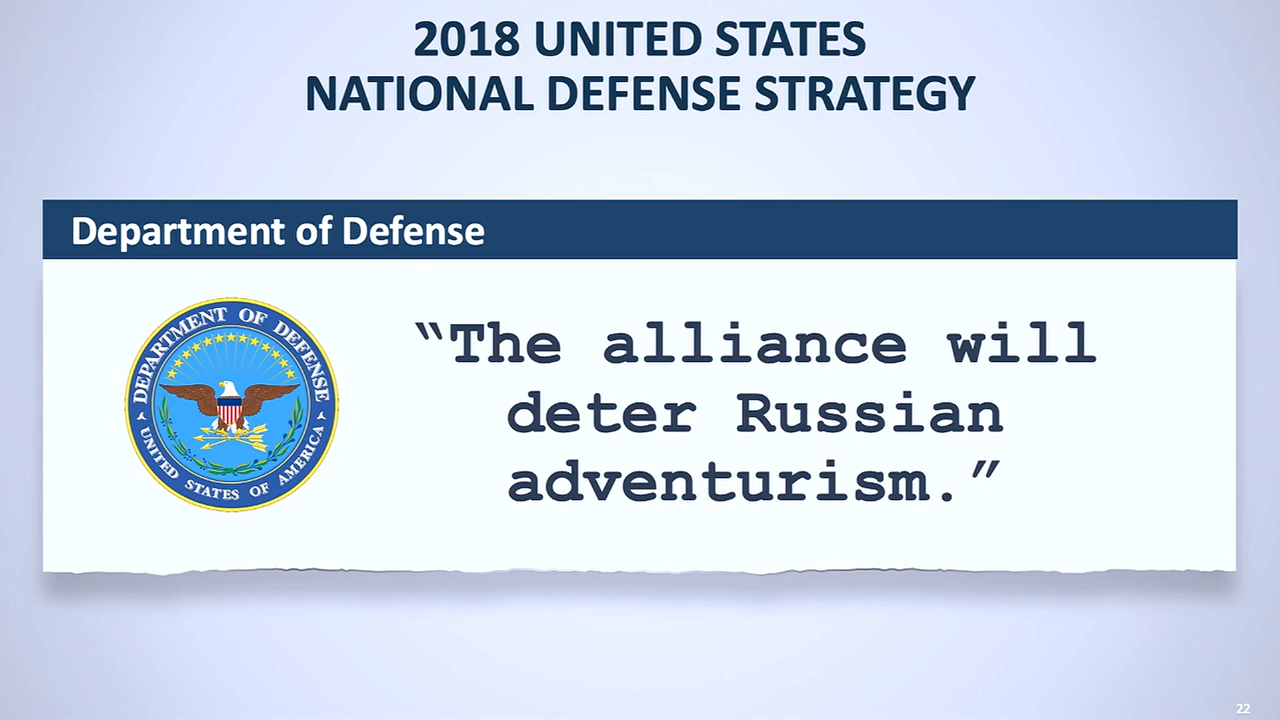 2018 UNITED STATES
NATIONAL DEFENSE STRATEGY
Department of Defense
DEPARTMENT OF DEFENSE
UNITED STATES OF AMERICA
“The alliance will
deter Russian
adventurism.”
22